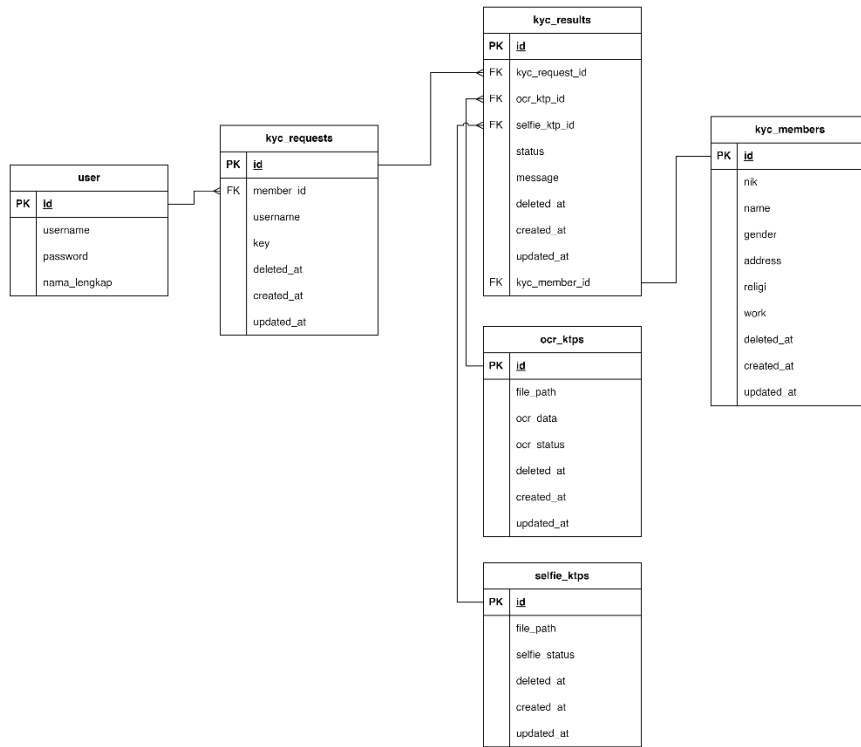 user
PK id
username
password
nama_lengkap
kyc_requests
PK id
FK member_id
username
key
deleted_at
created_at
updated_at
kyc_results
PK id
FK kyc_request_id
FK ocr_ktp_id
FK selfie_ktp_id
status
message
deleted_at
created_at
updated_at
FK kyc_member_id
ocr_ktps
PK id
file_path
ocr_data
ocr_status
deleted_at
created_at
updated_at
selfie_ktps
PK id
file_path
selfie_status
deleted_at
created_at
updated_at
kyc_members
PK id
nik
name
gender
address
religi
work
deleted_at
created_at
updated_at